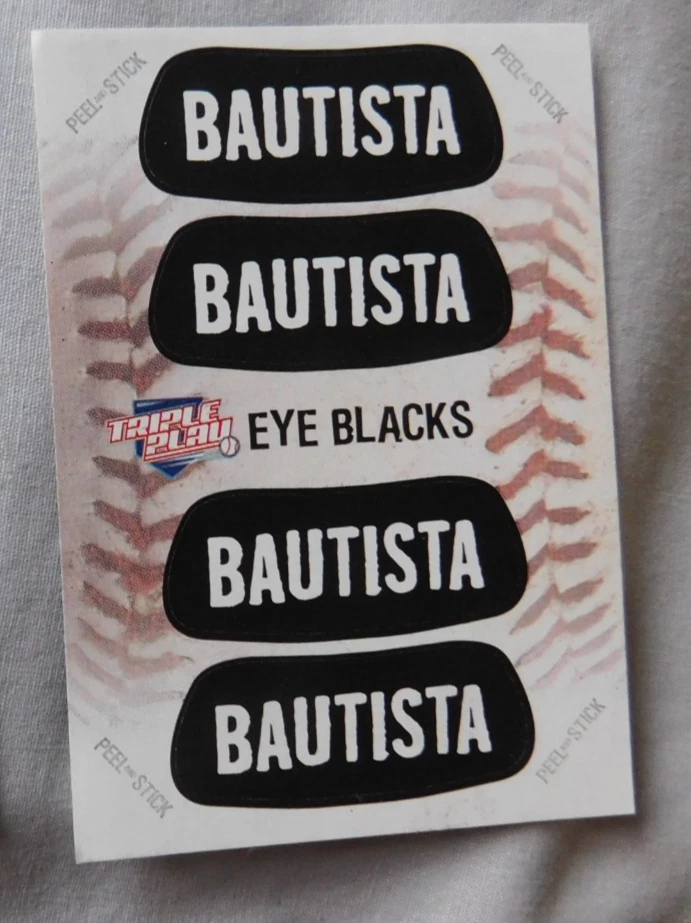 PEEL AND STICK
PEEL AND STICK
BAUTISTA
BAUTISTA
TRIPLE
PLAY
EYE BLACKS
BAUTISTA
BAUTISTA
PEEL AND STICK
PEEL AND STICK